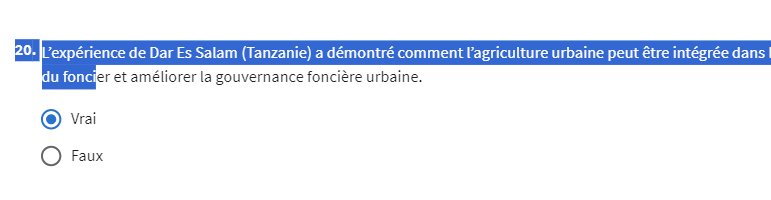 20. L'expérience de Dar Es Salam (Tanzanie) a démontré comment l'agriculture urbaine peut être intégrée dans
du foncier et améliorer la gouvernance foncière urbaine.
Vrai
Faux